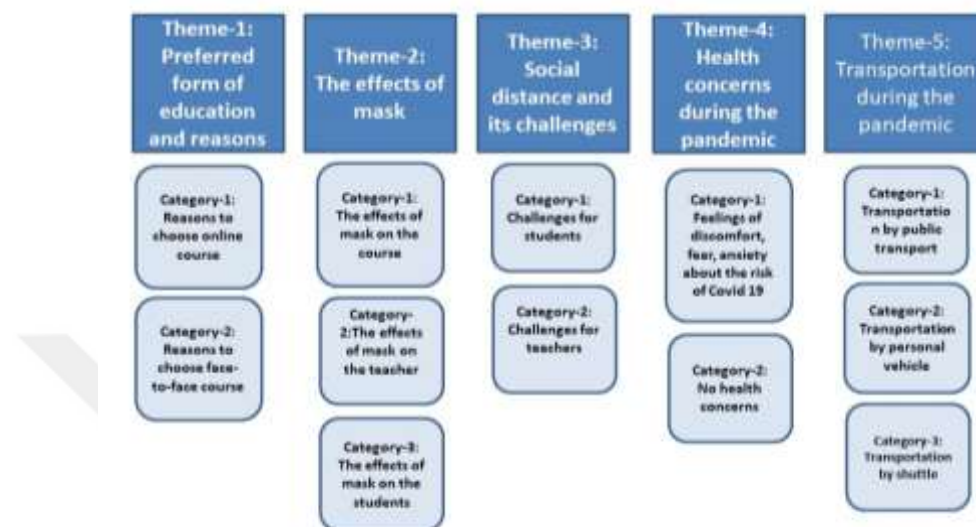 Theme-1:
Preferred
form of
education
and reasons
Category-1:
Reasons to
choose online
course
Category-2:
Reasons to
choose face-
to-face course
Theme-2:
The effects of
mask
Category-1:
The effects of
mask on the
course
Category-
2:The effects
of mask on
the teacher
Category-3:
The effects of
mask on the
students
Theme-3:
Social
distance and
its challenges
Category-1:
Challenges for
students
Category-2:
Challenges for
teachers
Theme-4:
Health
concerns
during the
pandemic
Category-1:
Feelings of
discomfort,
fear, anxiety
about the risk
of Covid 19
Category-2:
No health
concerns
Theme-5:
Transportation
during the
pandemic
Category-1:
Transportatio
n by public
transport
Category-2:
Transportation
by personal
vehicle
Category-3:
Transportation
by shuttle